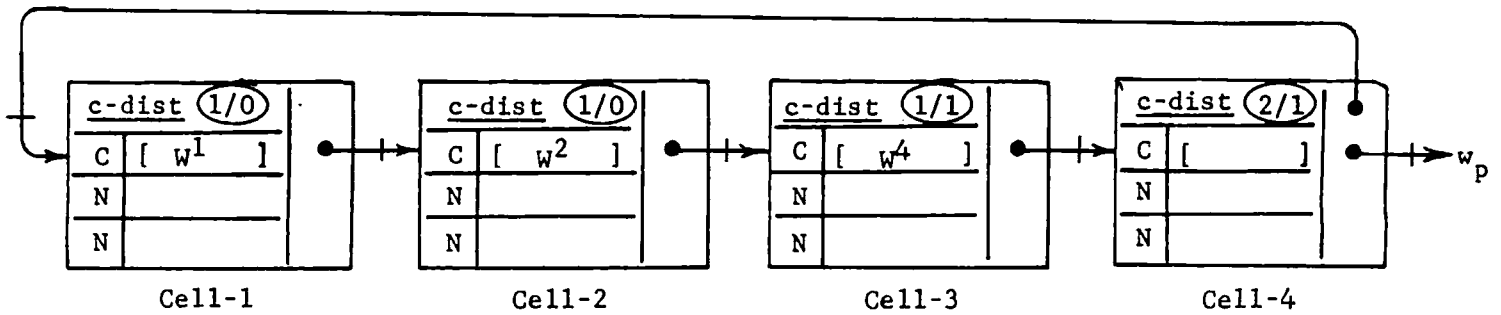 c-dist 1/0
C [ W¹ ]
N
N
Cell-1
c-dist 1/0
C [ W² ]
N
N
Cell-2
c-dist 1/1
C [ W⁴ ]
N
N
Cell-3
c-dist 2/1
C [ ]
N
N
Cell-4
wₚ